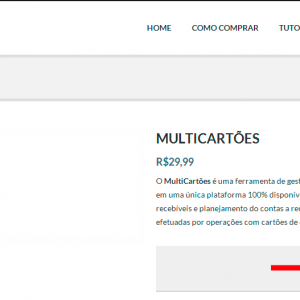 HOME COMO COMPRAR TUTO
MULTICARTÕES
R$29,99
O MultiCartões é uma ferramenta de gest
em uma única plataforma 100% disponív
recebíveis e planejamento do contas a re
efetuadas por operações com cartões de